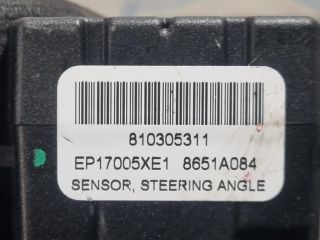 810305311
EP17005XE1 8651A084
SENSOR, STEERING ANGLE